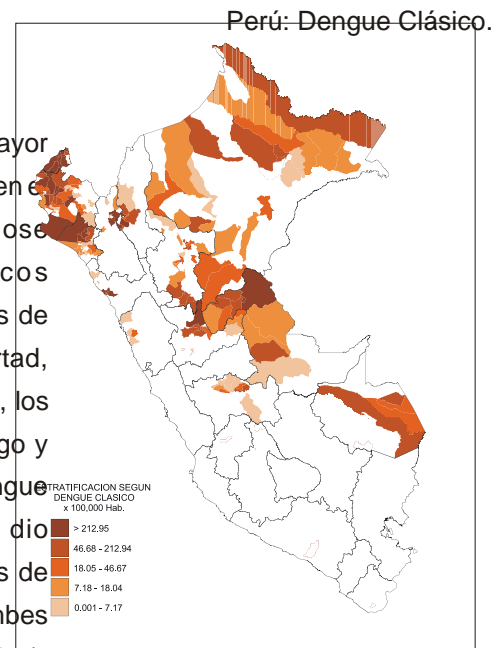 Perú: Dengue Clásico.
ayor
en
ose
cos
s de
rtad,
, los
go y
ngue
dio
s de
nbes
TRATIFICACION SEGUN
DENGUE CLASICO
x 100,000 Hab.
> 212.95
46.68 - 212.94
18.05 - 46.67
7.18 - 18.04
0.001 - 7.17